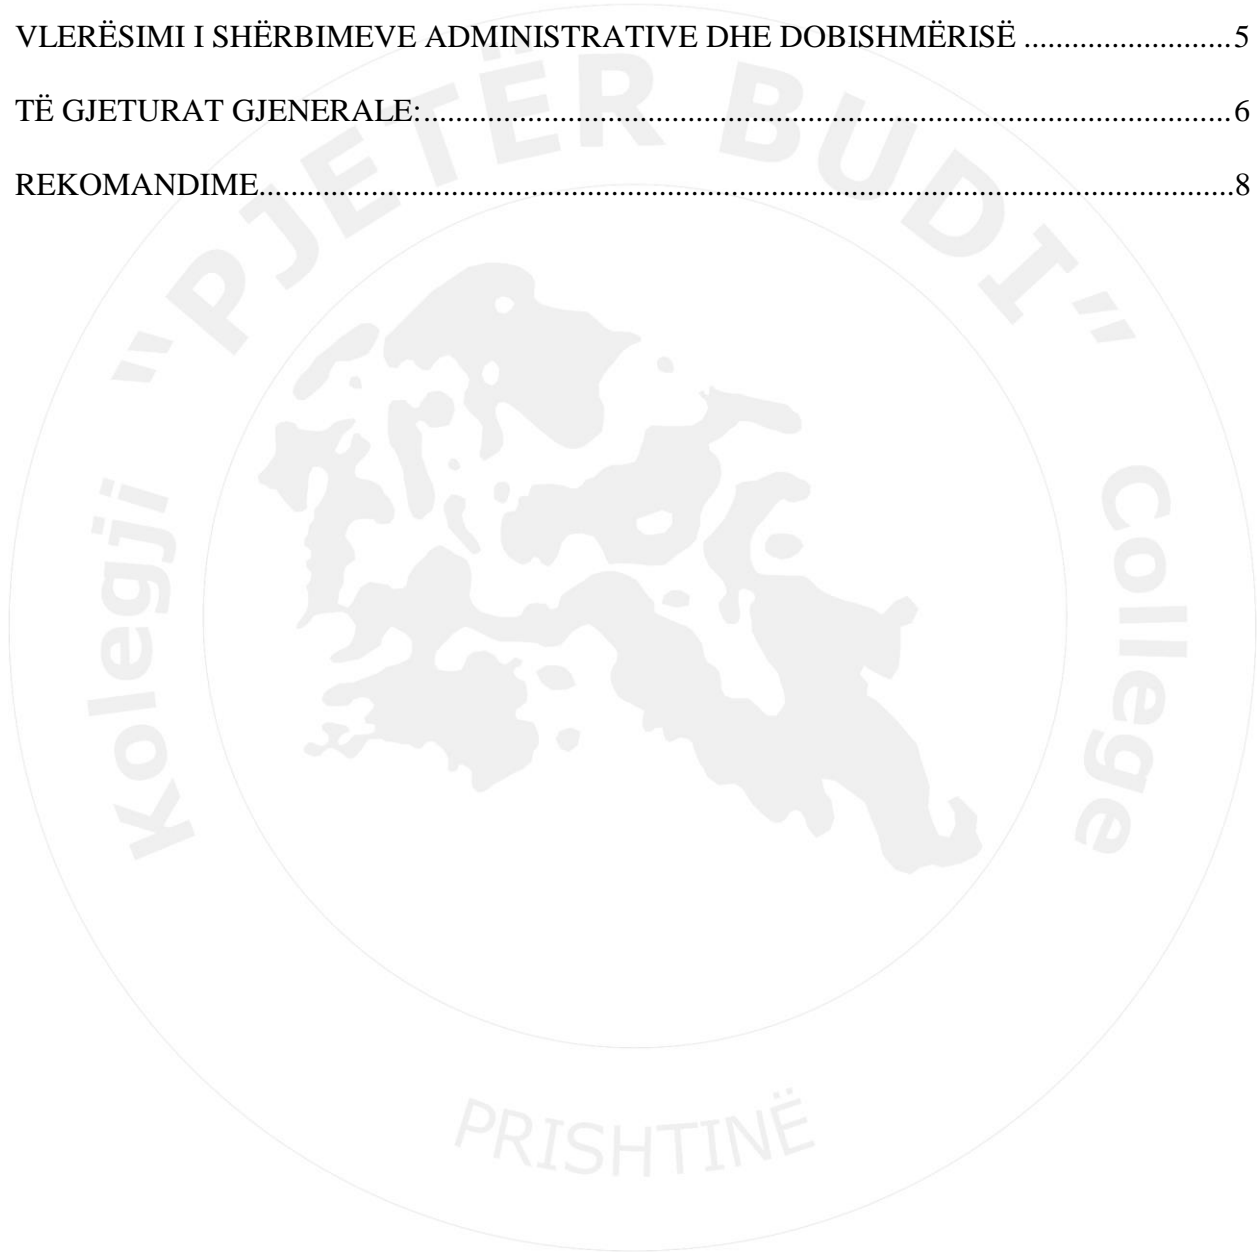 VLERËSIMI I SHËRBIMEVE ADMINISTRATIVE DHE DOBISHMËRISË .......................... 5
TË GJETURAT GJENERALE: ...................................................................................................... 6
REKOMANDIME.......................................................................................................................... 8
"PJETËR BUDI"
Kolegji
College
PRISHTINË